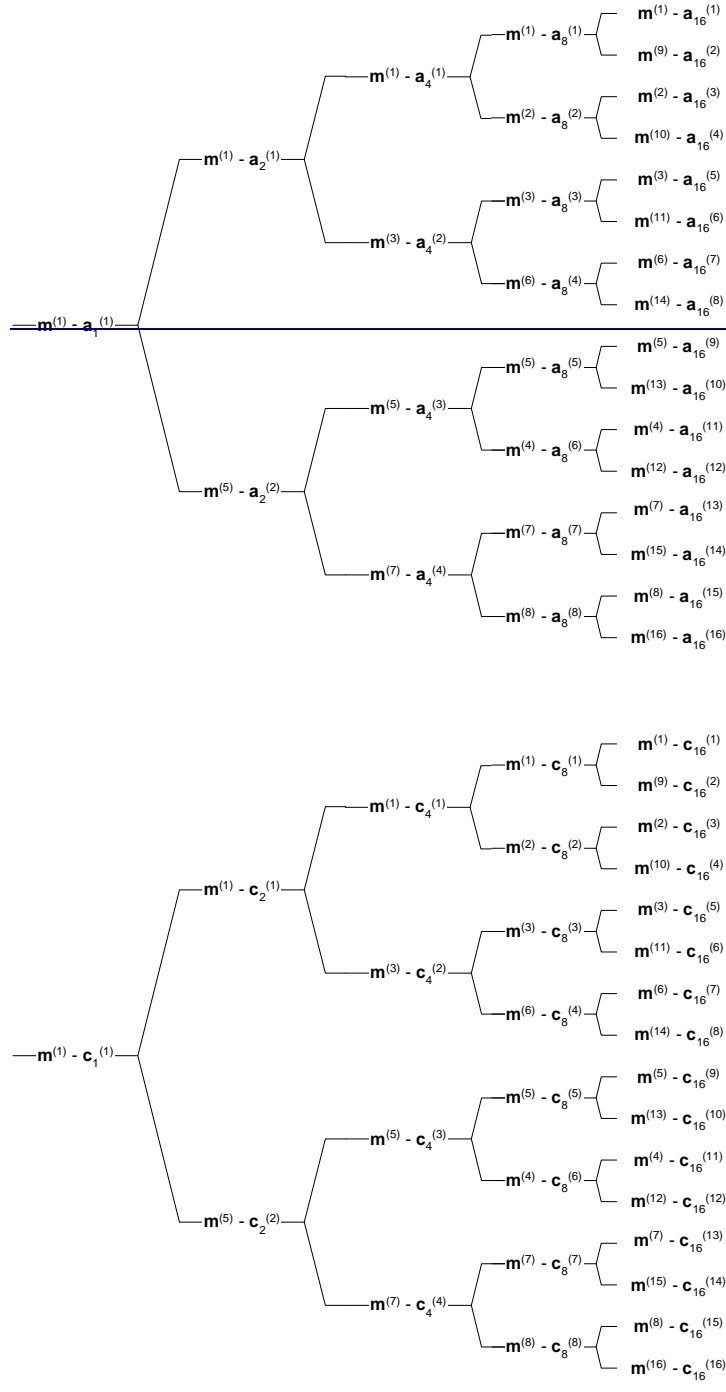 m(1) - a16(1)
m(1) - a8(1)
m(9) - a16(2)
m(1) - a4(1)
m(2) - a16(3)
m(2) - a8(2)
m(10) - a16(4)
m(1) - a2(1)
m(3) - a16(5)
m(3) - a8(3)
m(11) - a16(6)
m(3) - a4(2)
m(6) - a16(7)
m(6) - a8(4)
m(14) - a16(8)
m(1) - a1(1)
m(5) - a16(9)
m(5) - a8(5)
m(13) - a16(10)
m(5) - a4(3)
m(4) - a16(11)
m(4) - a8(6)
m(12) - a16(12)
m(5) - a2(2)
m(7) - a16(13)
m(7) - a8(7)
m(15) - a16(14)
m(7) - a4(4)
m(8) - a16(15)
m(8) - a8(8)
m(16) - a16(16)
m(1) - c16(1)
m(1) - c8(1)
m(9) - c16(2)
m(1) - c4(1)
m(2) - c16(3)
m(2) - c8(2)
m(10) - c16(4)
m(1) - c2(1)
m(3) - c16(5)
m(3) - c8(3)
m(11) - c16(6)
m(3) - c4(2)
m(6) - c16(7)
m(6) - c8(4)
m(14) - c16(8)
m(1) - c1(1)
m(5) - c16(9)
m(5) - c8(5)
m(13) - c16(10)
m(5) - c4(3)
m(4) - c16(11)
m(4) - c8(6)
m(12) - c16(12)
m(5) - c2(2)
m(7) - c16(13)
m(7) - c8(7)
m(15) - c16(14)
m(7) - c4(4)
m(8) - c16(15)
m(8) - c8(8)
m(16) - c16(16)